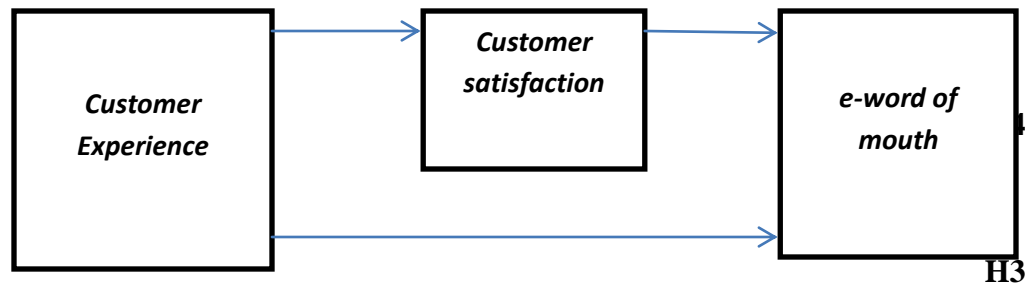 Customer
Experience
Customer
satisfaction
e-word of
mouth
H3